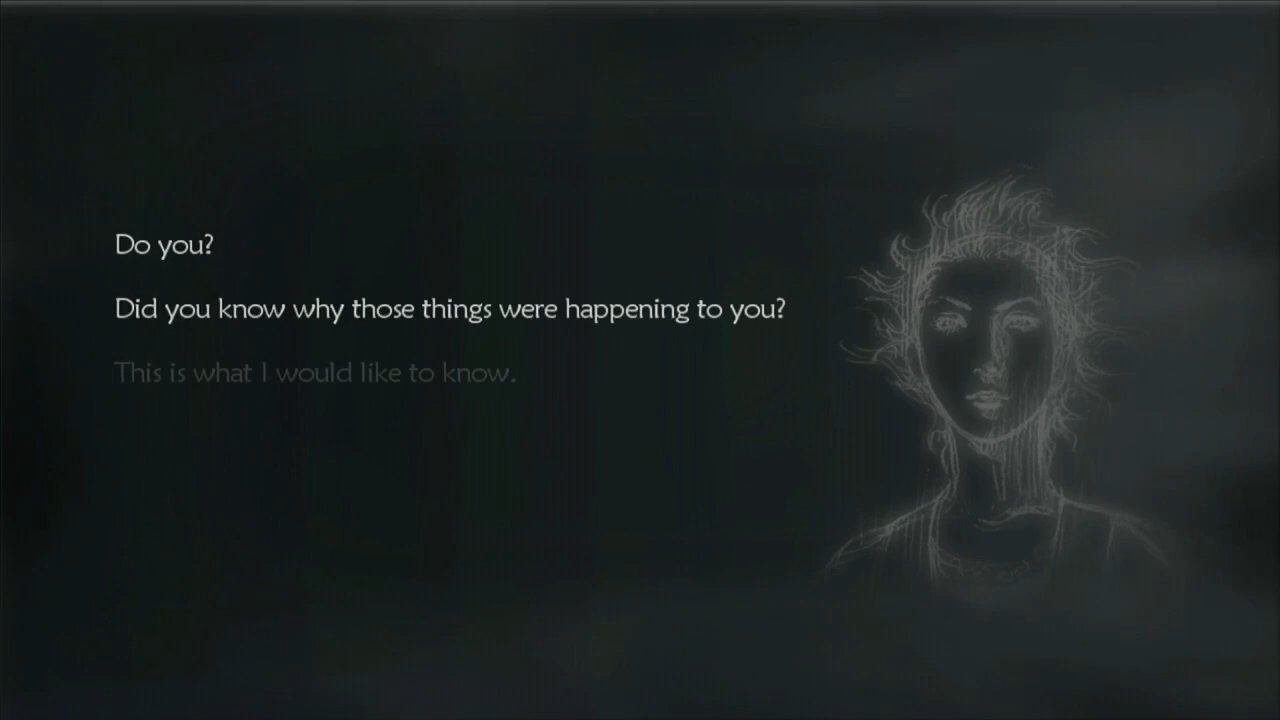 Do you?
Did you know why those things were happening to you?
This is what I would like to know.